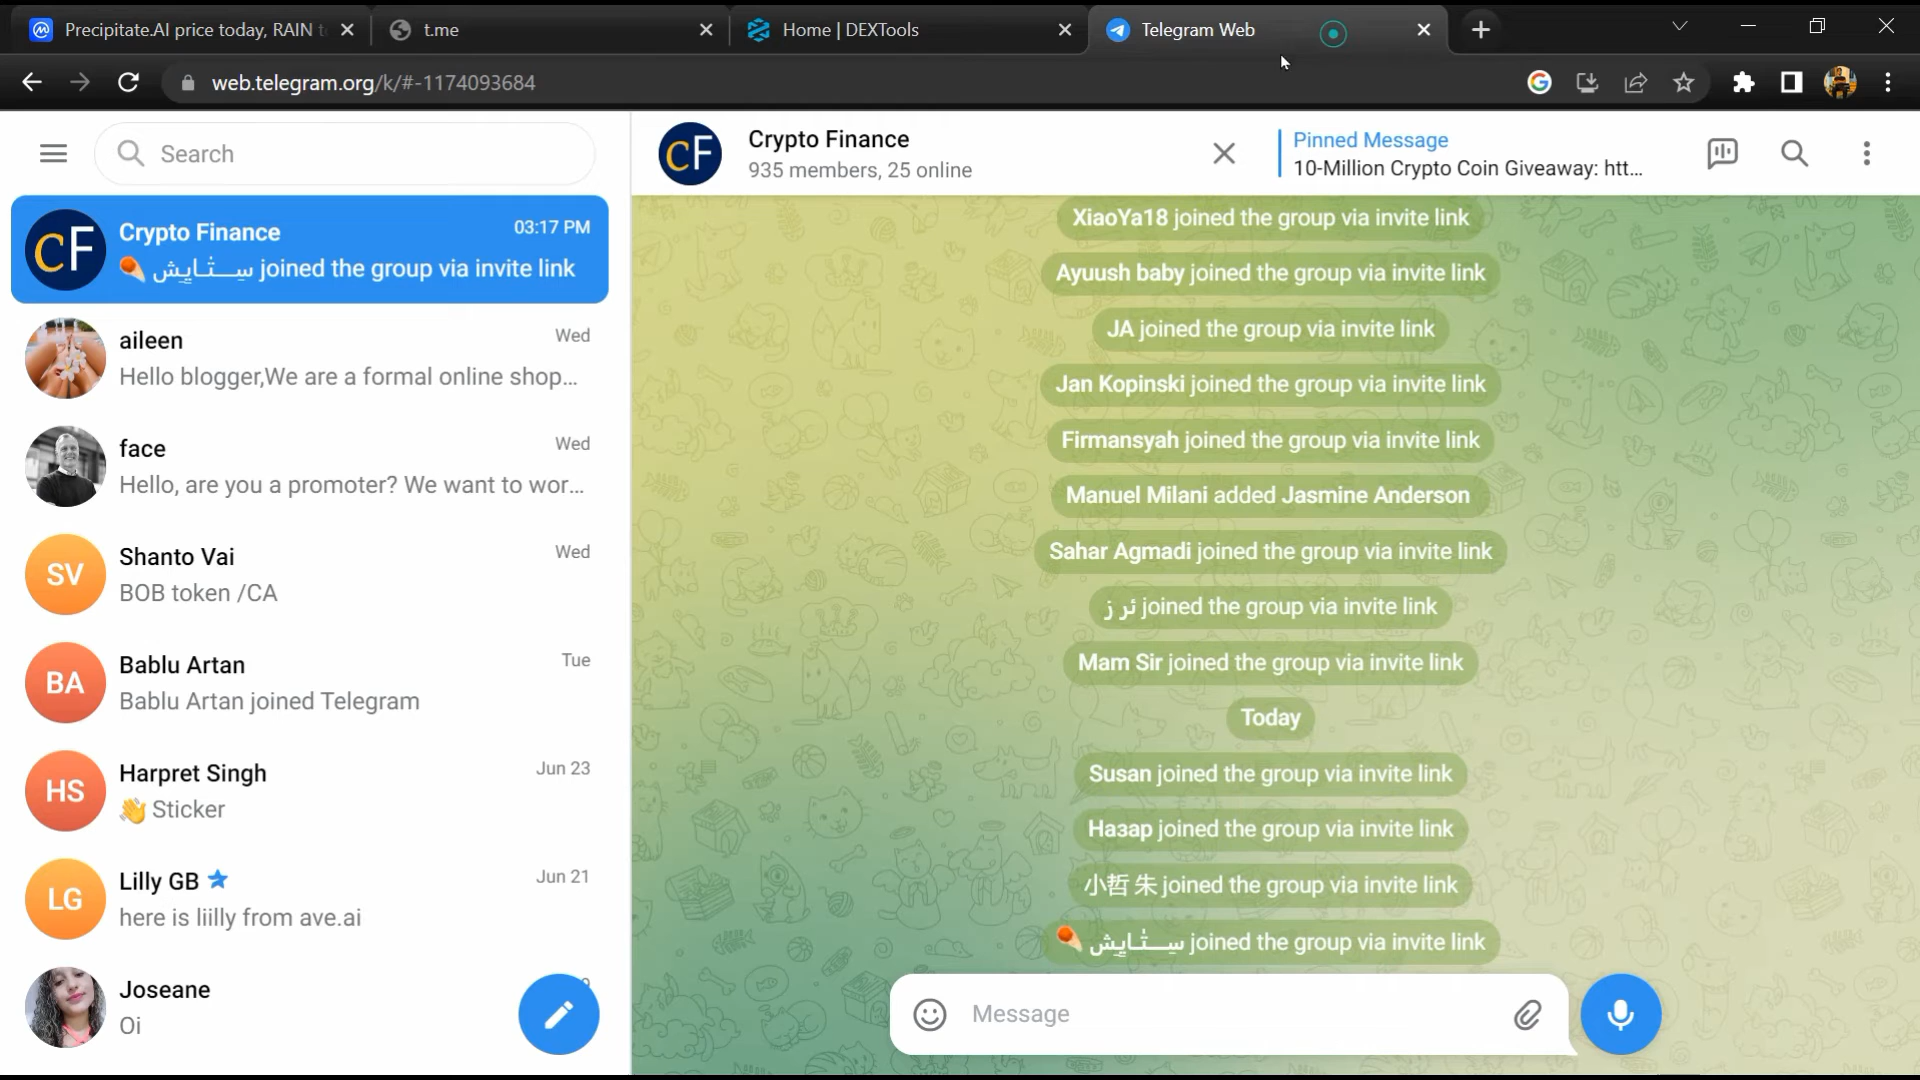 Precipitate.AI price today, RAIN t
t.me
Home | DEXTools
Telegram Web
web.telegram.org/k/#-1174093684
Search
CF
Crypto Finance
935 members, 25 online
Pinned Message
10-Million Crypto Coin Giveaway: htt...
CF
Crypto Finance
03:17 PM
سِـــتٰـایِش joined the group via invite link
aileen
Wed
Hello blogger,We are a formal online shop...
face
Wed
Hello, are you a promoter? We want to wor...
SV
Shanto Vai
Wed
BOB token /CA
BA
Bablu Artan
Tue
Bablu Artan joined Telegram
HS
Harpret Singh
Jun 23
👋 Sticker
LG
Lilly GB
Jun 21
here is liilly from ave.ai
Joseane
Oi
XiaoYa18 joined the group via invite link
Ayuush baby joined the group via invite link
JA joined the group via invite link
Jan Kopinski joined the group via invite link
Firmansyah joined the group via invite link
Manuel Milani added Jasmine Anderson
Sahar Agmadi joined the group via invite link
ئر ز joined the group via invite link
Mam Sir joined the group via invite link
Today
Susan joined the group via invite link
Назар joined the group via invite link
小哲 朱 joined the group via invite link
سِـــتٰـایِش joined the group via invite link
Message